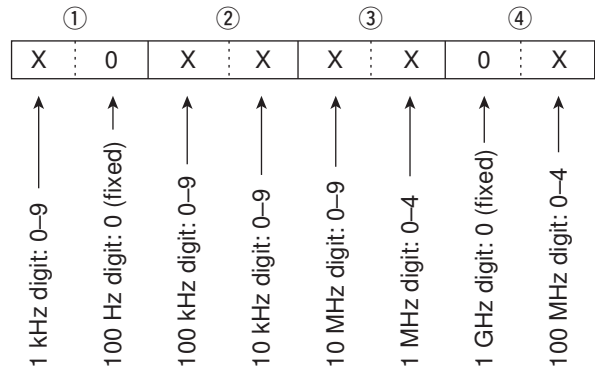 ① ② ③ ④
X 0 X X X X 0 X
1 kHz digit: 0–9
100 Hz digit: 0 (fixed)
100 kHz digit: 0–9
10 kHz digit: 0–9
10 MHz digit: 0–9
1 MHz digit: 0–4
1 GHz digit: 0 (fixed)
100 MHz digit: 0–4